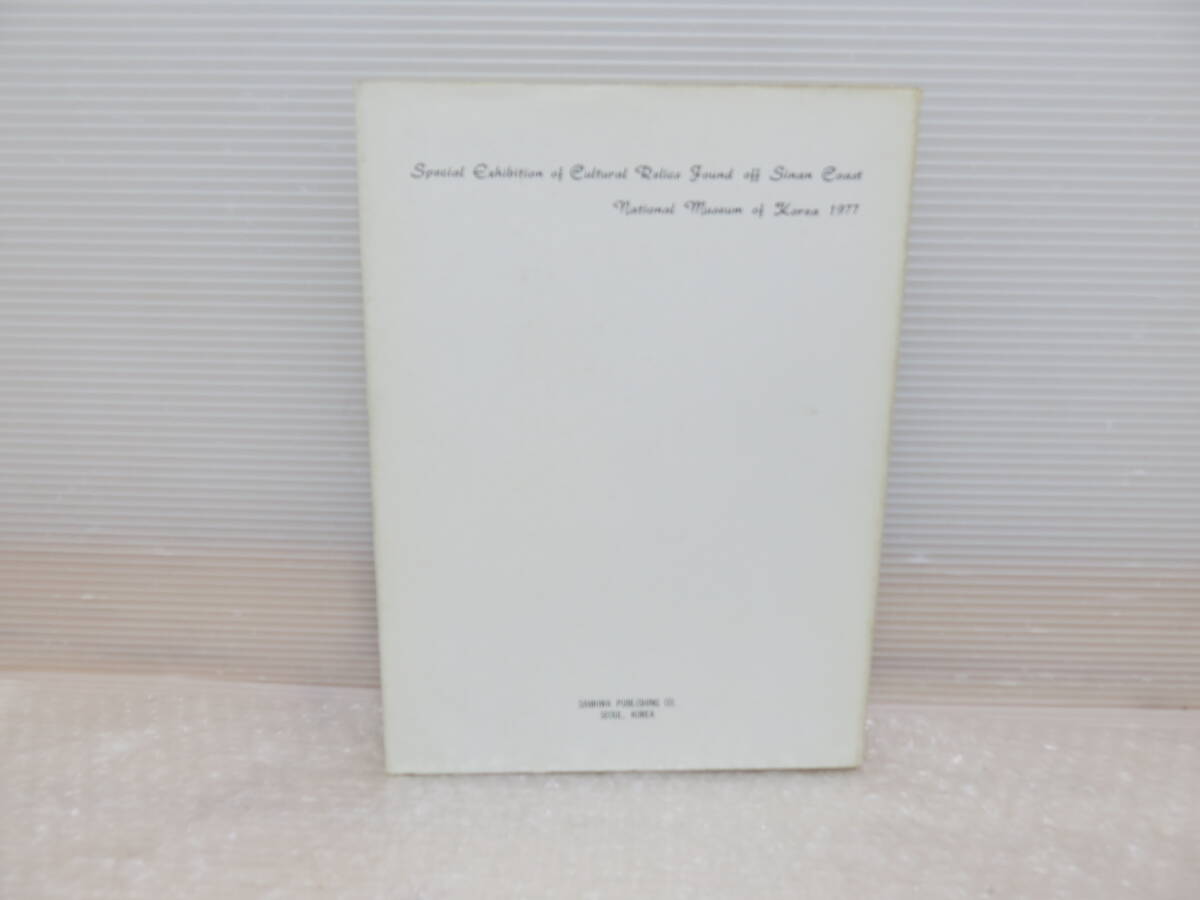 Special Exhibition of Cultural Relics Found off Sinan Coast
National Museum of Korea 1977
SAMHWA PUBLISHING CO.
SEOUL, KOREA